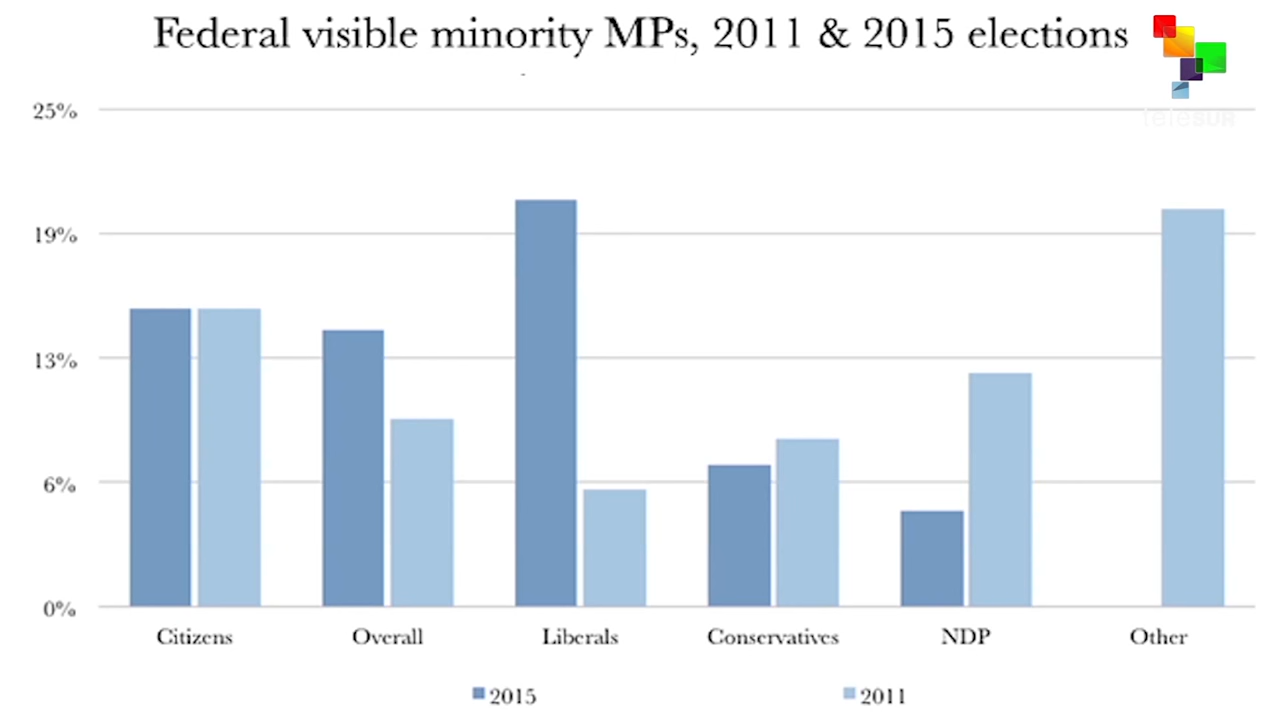 Federal visible minority MPs, 2011 & 2015 elections
teleSUR
25%
19%
13%
6%
0%
Citizens Overall Liberals Conservatives NDP Other
2015 2011